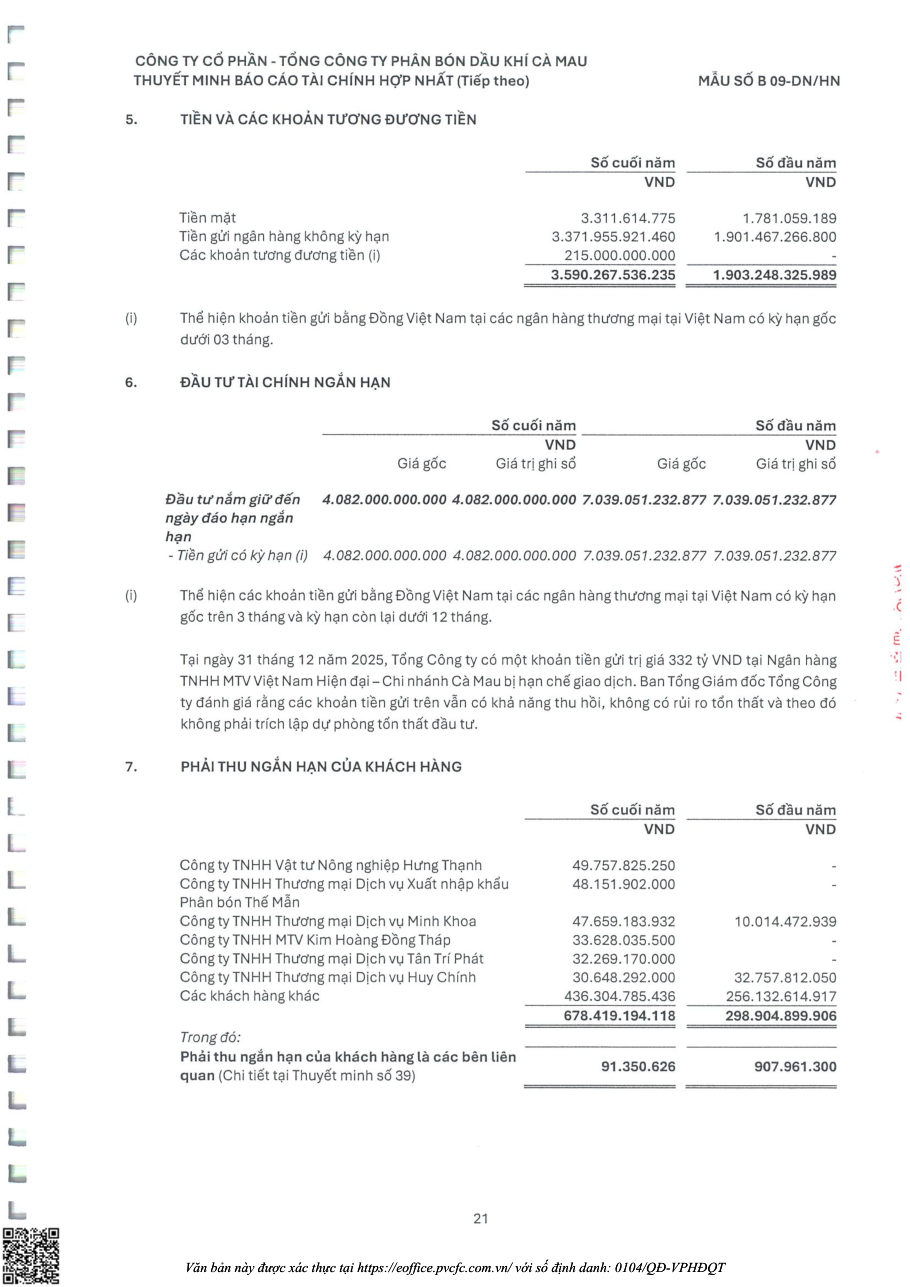 CÔNG TY CỔ PHẦN - TỔNG CÔNG TY PHÂN BÓN DẦU KHÍ CÀ MAU
THUYẾT MINH BÁO CÁO TÀI CHÍNH HỢP NHẤT (Tiếp theo) MẪU SỐ B 09-DN/HN
5. TIỀN VÀ CÁC KHOẢN TƯƠNG ĐƯƠNG TIỀN
Số cuối năm Số đầu năm
VND VND
Tiền mặt 3.311.614.775 1.781.059.189
Tiền gửi ngân hàng không kỳ hạn 3.371.955.921.460 1.901.467.266.800
Các khoản tương đương tiền (i) 215.000.000.000 -
3.590.267.536.235 1.903.248.325.989
(i) Thể hiện khoản tiền gửi bằng Đồng Việt Nam tại các ngân hàng thương mại tại Việt Nam có kỳ hạn gốc
dưới 03 tháng.
6. ĐẦU TƯ TÀI CHÍNH NGẮN HẠN
Số cuối năm Số đầu năm
VND VND
Giá gốc Giá trị ghi sổ Giá gốc Giá trị ghi sổ
Đầu tư nắm giữ đến 4.082.000.000.000 4.082.000.000.000 7.039.051.232.877 7.039.051.232.877
ngày đáo hạn ngắn
hạn
- Tiền gửi có kỳ hạn (i) 4.082.000.000.000 4.082.000.000.000 7.039.051.232.877 7.039.051.232.877
(i) Thể hiện các khoản tiền gửi bằng Đồng Việt Nam tại các ngân hàng thương mại tại Việt Nam có kỳ hạn
gốc trên 3 tháng và kỳ hạn còn lại dưới 12 tháng.
Tại ngày 31 tháng 12 năm 2025, Tổng Công ty có một khoản tiền gửi trị giá 332 tỷ VND tại Ngân hàng
TNHH MTV Việt Nam Hiện đại – Chi nhánh Cà Mau bị hạn chế giao dịch. Ban Tổng Giám đốc Tổng Công
ty đánh giá rằng các khoản tiền gửi trên vẫn có khả năng thu hồi, không có rủi ro tổn thất và theo đó
không phải trích lập dự phòng tổn thất đầu tư.
7. PHẢI THU NGẮN HẠN CỦA KHÁCH HÀNG
Số cuối năm Số đầu năm
VND VND
Công ty TNHH Vật tư Nông nghiệp Hưng Thạnh 49.757.825.250 -
Công ty TNHH Thương mại Dịch vụ Xuất nhập khẩu 48.151.902.000 -
Phân bón Thế Mẫn
Công ty TNHH Thương mại Dịch vụ Minh Khoa 47.659.183.932 10.014.472.939
Công ty TNHH MTV Kim Hoàng Đồng Tháp 33.628.035.500 -
Công ty TNHH Thương mại Dịch vụ Tân Trí Phát 32.269.170.000 -
Công ty TNHH Thương mại Dịch vụ Huy Chính 30.648.292.000 32.757.812.050
Các khách hàng khác 436.304.785.436 256.132.614.917
678.419.194.118 298.904.899.906
Trong đó:
Phải thu ngắn hạn của khách hàng là các bên liên 91.350.626 907.961.300
quan (Chi tiết tại Thuyết minh số 39)
21
Văn bản này được xác thực tại https://eoffice.pvcfc.com.vn/ với số định danh: 0104/QĐ-VPHĐQT